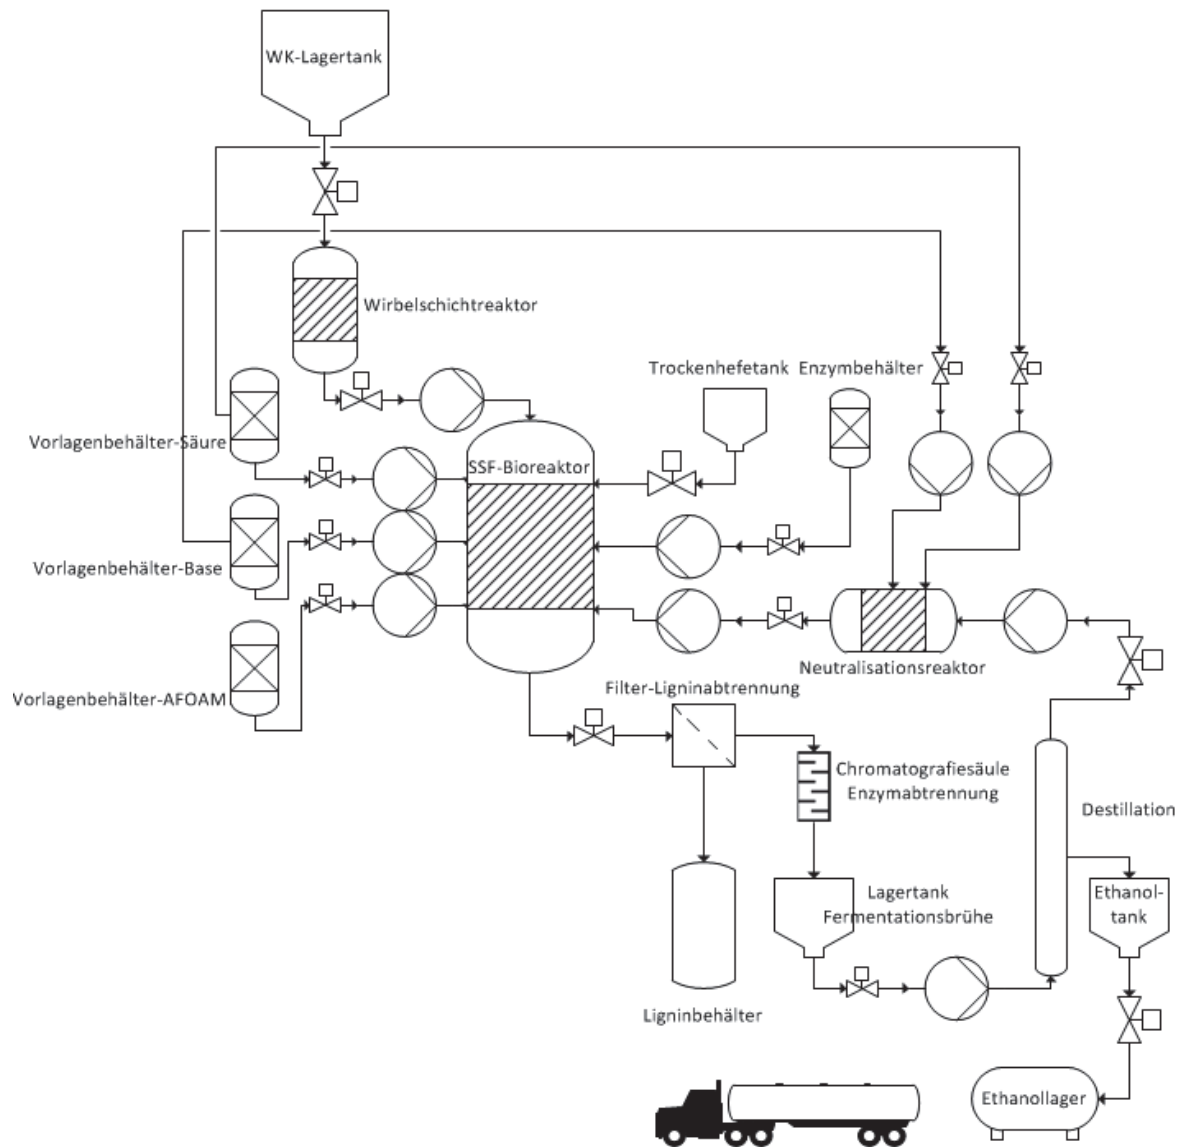 WK-Lagertank
Wirbelschichtreaktor
Trockenhefetank
Enzymbehälter
Vorlagenbehälter-Säure
SSF-Bioreaktor
Vorlagenbehälter-Base
Neutralisationsreaktor
Filter-Ligninabtrennung
Vorlagenbehälter-AFOAM
Chromatografiesäule
Enzymabtrennung
Destillation
Lagertank
Fermentationsbrühe
Ethanol-
tank
Ligninbehälter
Ethanollager